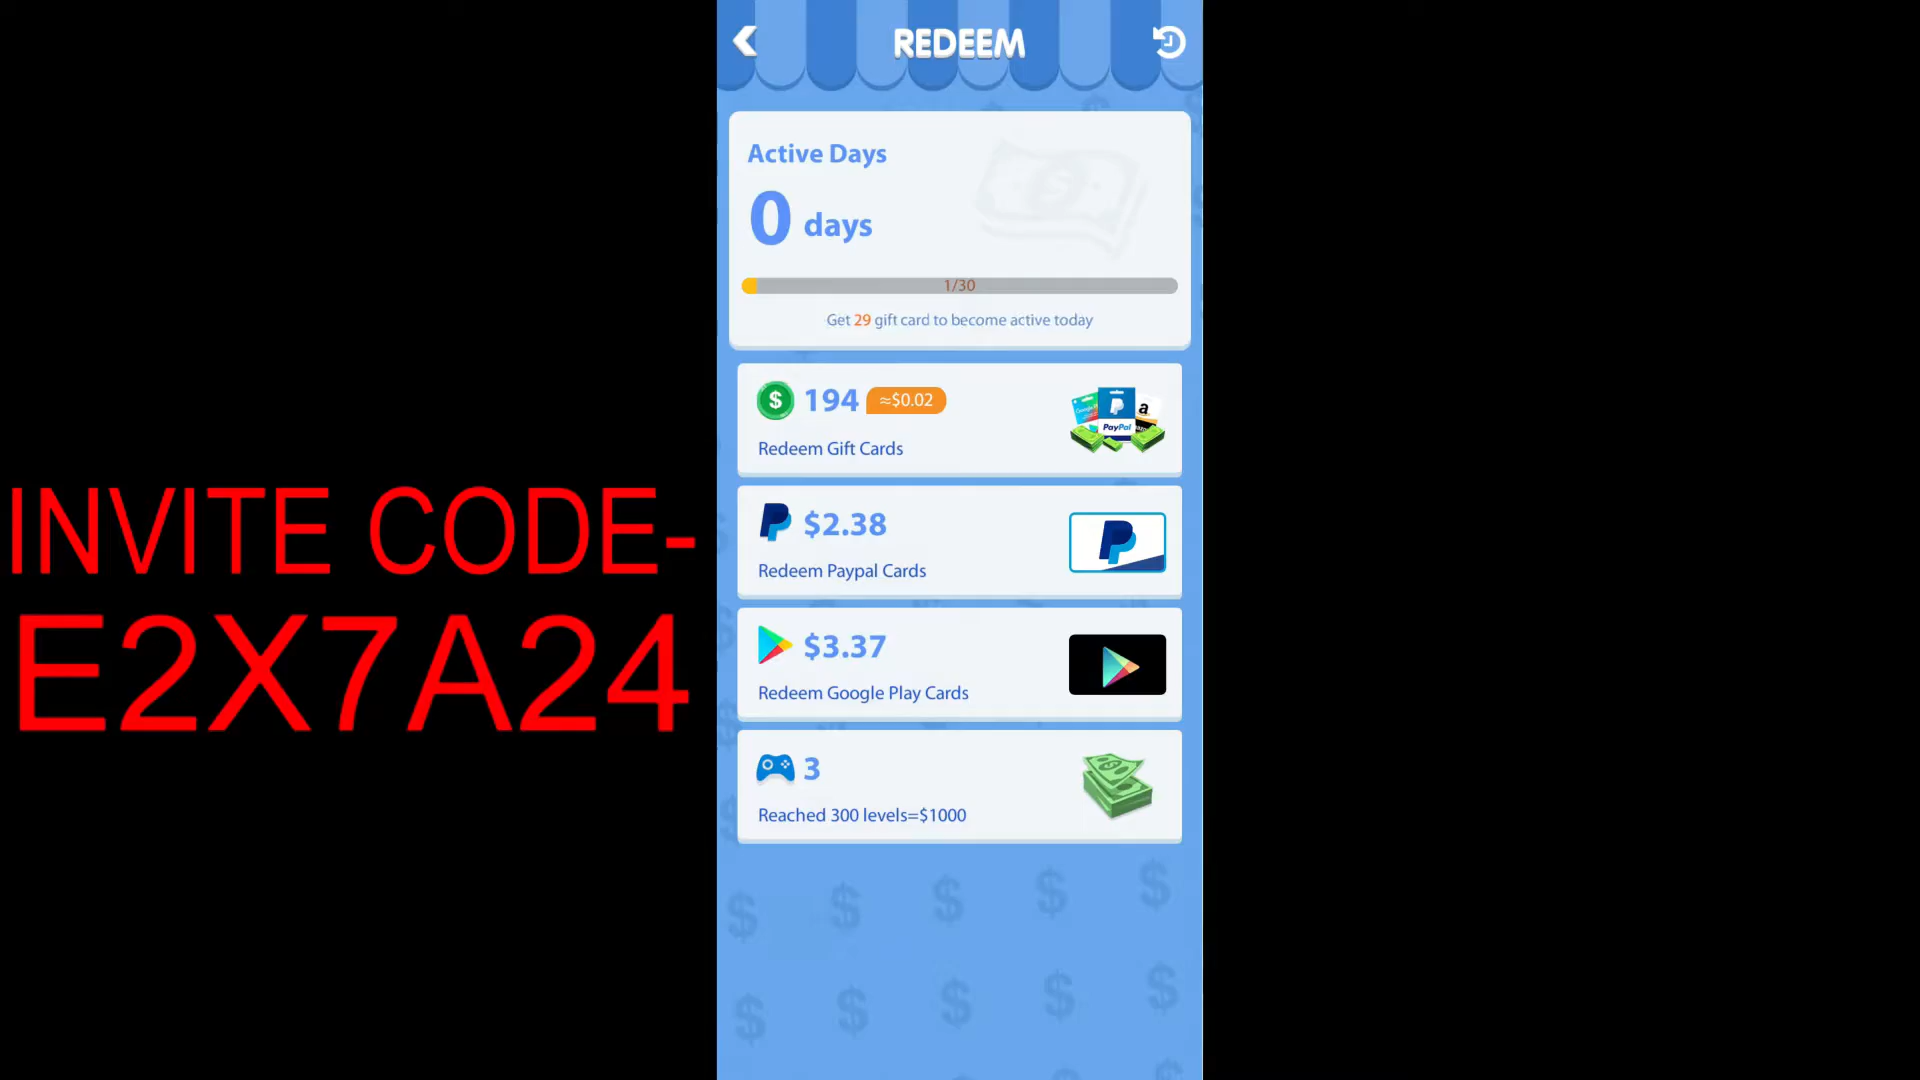 REDEEM
Active Days
0 days
1/30
Get 29 gift card to become active today
$ 194 ≈$0.02
PayPal
a
Redeem Gift Cards
$2.38
Redeem Paypal Cards
$3.37
Redeem Google Play Cards
3
Reached 300 levels=$1000
INVITE CODE-
E2X7A24